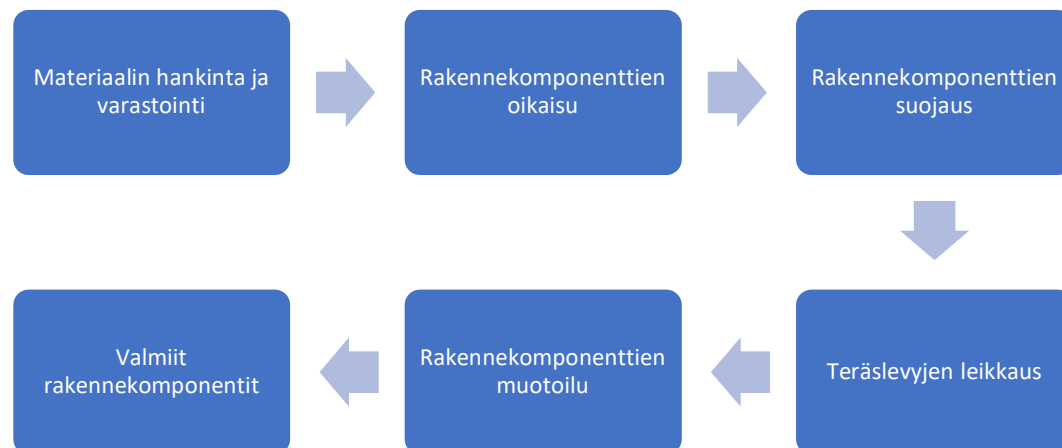 Materiaalin hankinta ja
varastointi
Rakennekomponenttien
oikaisu
Rakennekomponenttien
suojaus
Teräslevyjen leikkaus
Rakennekomponenttien
muotoilu
Valmiit
rakennekomponentit